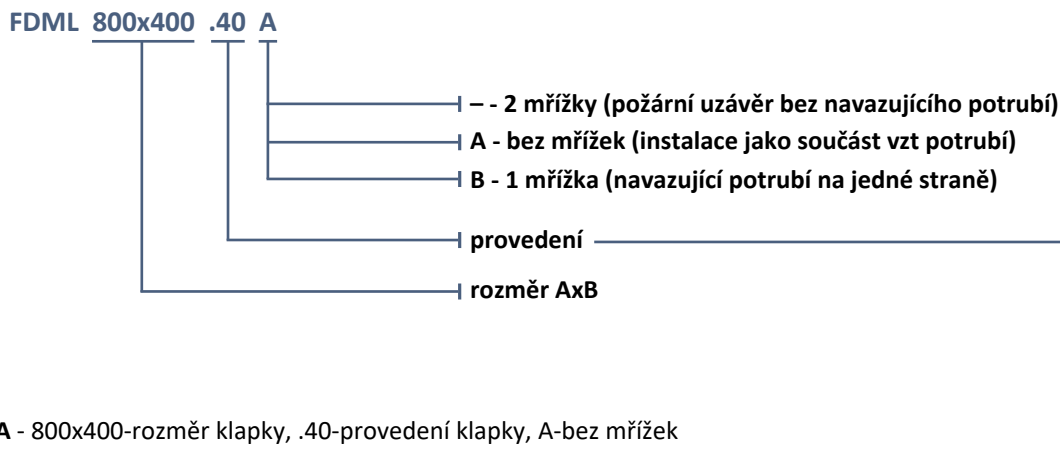 FDML 800x400 .40 A
– - 2 mřížky (požární uzávěr bez navazujícího potrubí)
A - bez mřížek (instalace jako součást vzt potrubí)
B - 1 mřížka (navazující potrubí na jedné straně)
provedení
rozměr AxB
A - 800x400-rozměr klapky, .40-provedení klapky, A-bez mřížek